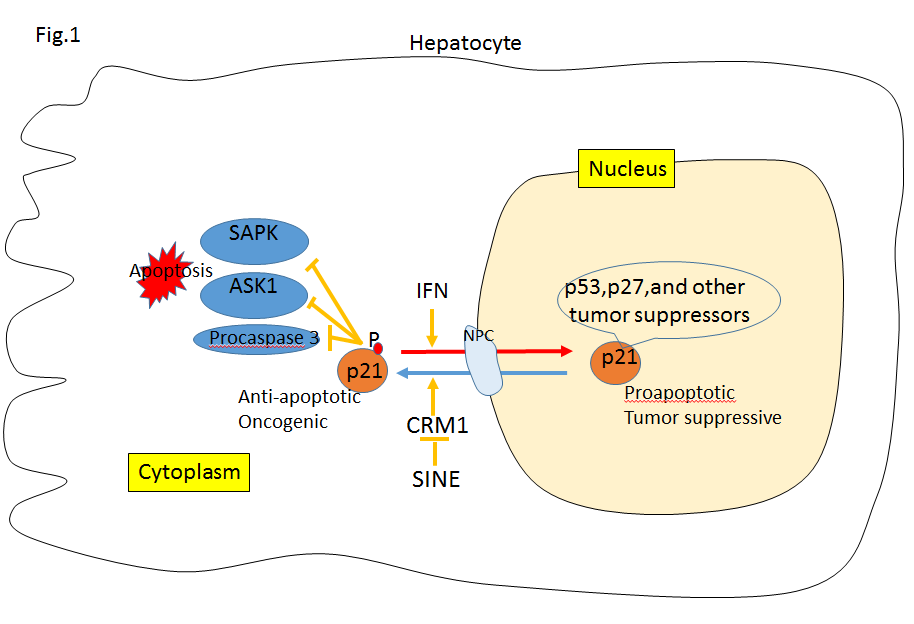 Fig.1
Hepatocyte
Nucleus
SAPK
Apoptosis
ASK1
Procaspase 3
IFN
p53,p27,and other
tumor suppressors
NPC
P
p21
p21
Anti-apoptotic
Oncogenic
Proapoptotic
Tumor suppressive
CRM1
SINE
Cytoplasm